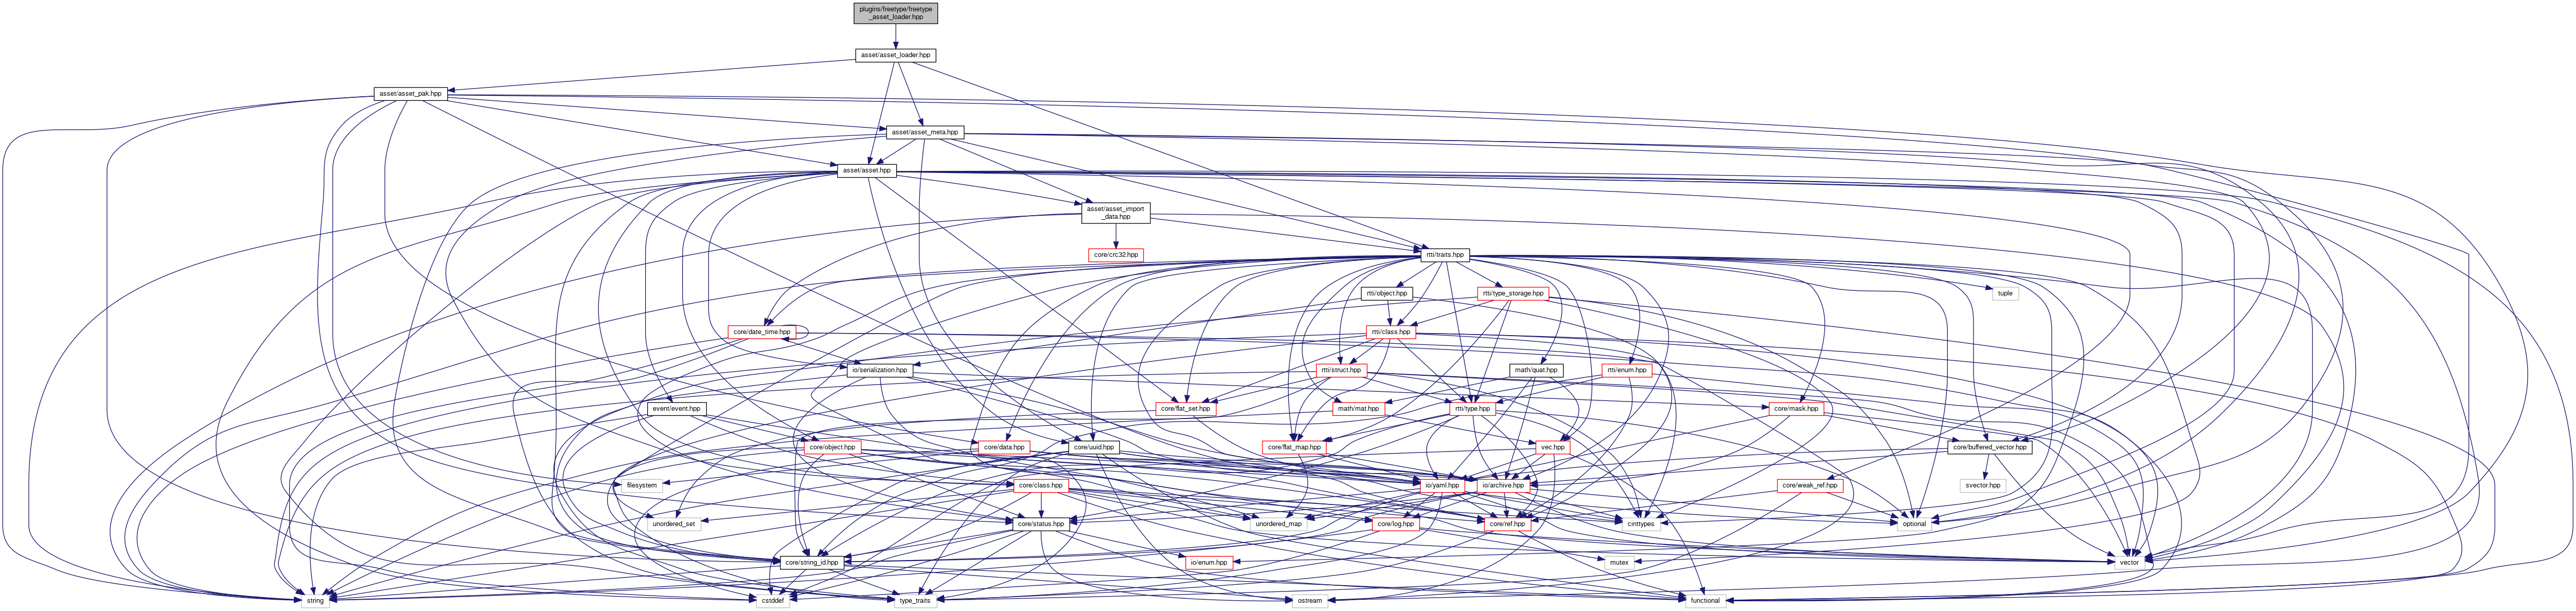 plugins/freetype/freetype
_asset_loader.hpp
asset/asset_loader.hpp
asset/asset_pak.hpp
asset/asset_meta.hpp
asset/asset.hpp
asset/asset_import
_data.hpp
core/crc32.hpp
rtti/traits.hpp
rtti/object.hpp
rtti/type_storage.hpp
tuple
core/date_time.hpp
rtti/class.hpp
io/serialization.hpp
rtti/struct.hpp
math/quat.hpp
rtti/enum.hpp
event/event.hpp
core/flat_set.hpp
math/mat.hpp
rtti/type.hpp
core/mask.hpp
core/object.hpp
core/data.hpp
core/uuid.hpp
core/flat_map.hpp
vec.hpp
core/buffered_vector.hpp
filesystem
core/class.hpp
io/yaml.hpp
io/archive.hpp
core/weak_ref.hpp
svector.hpp
unordered_set
core/status.hpp
unordered_map
core/log.hpp
core/ref.hpp
cinttypes
optional
core/string_id.hpp
io/enum.hpp
mutex
vector
string
cstddef
type_traits
ostream
functional